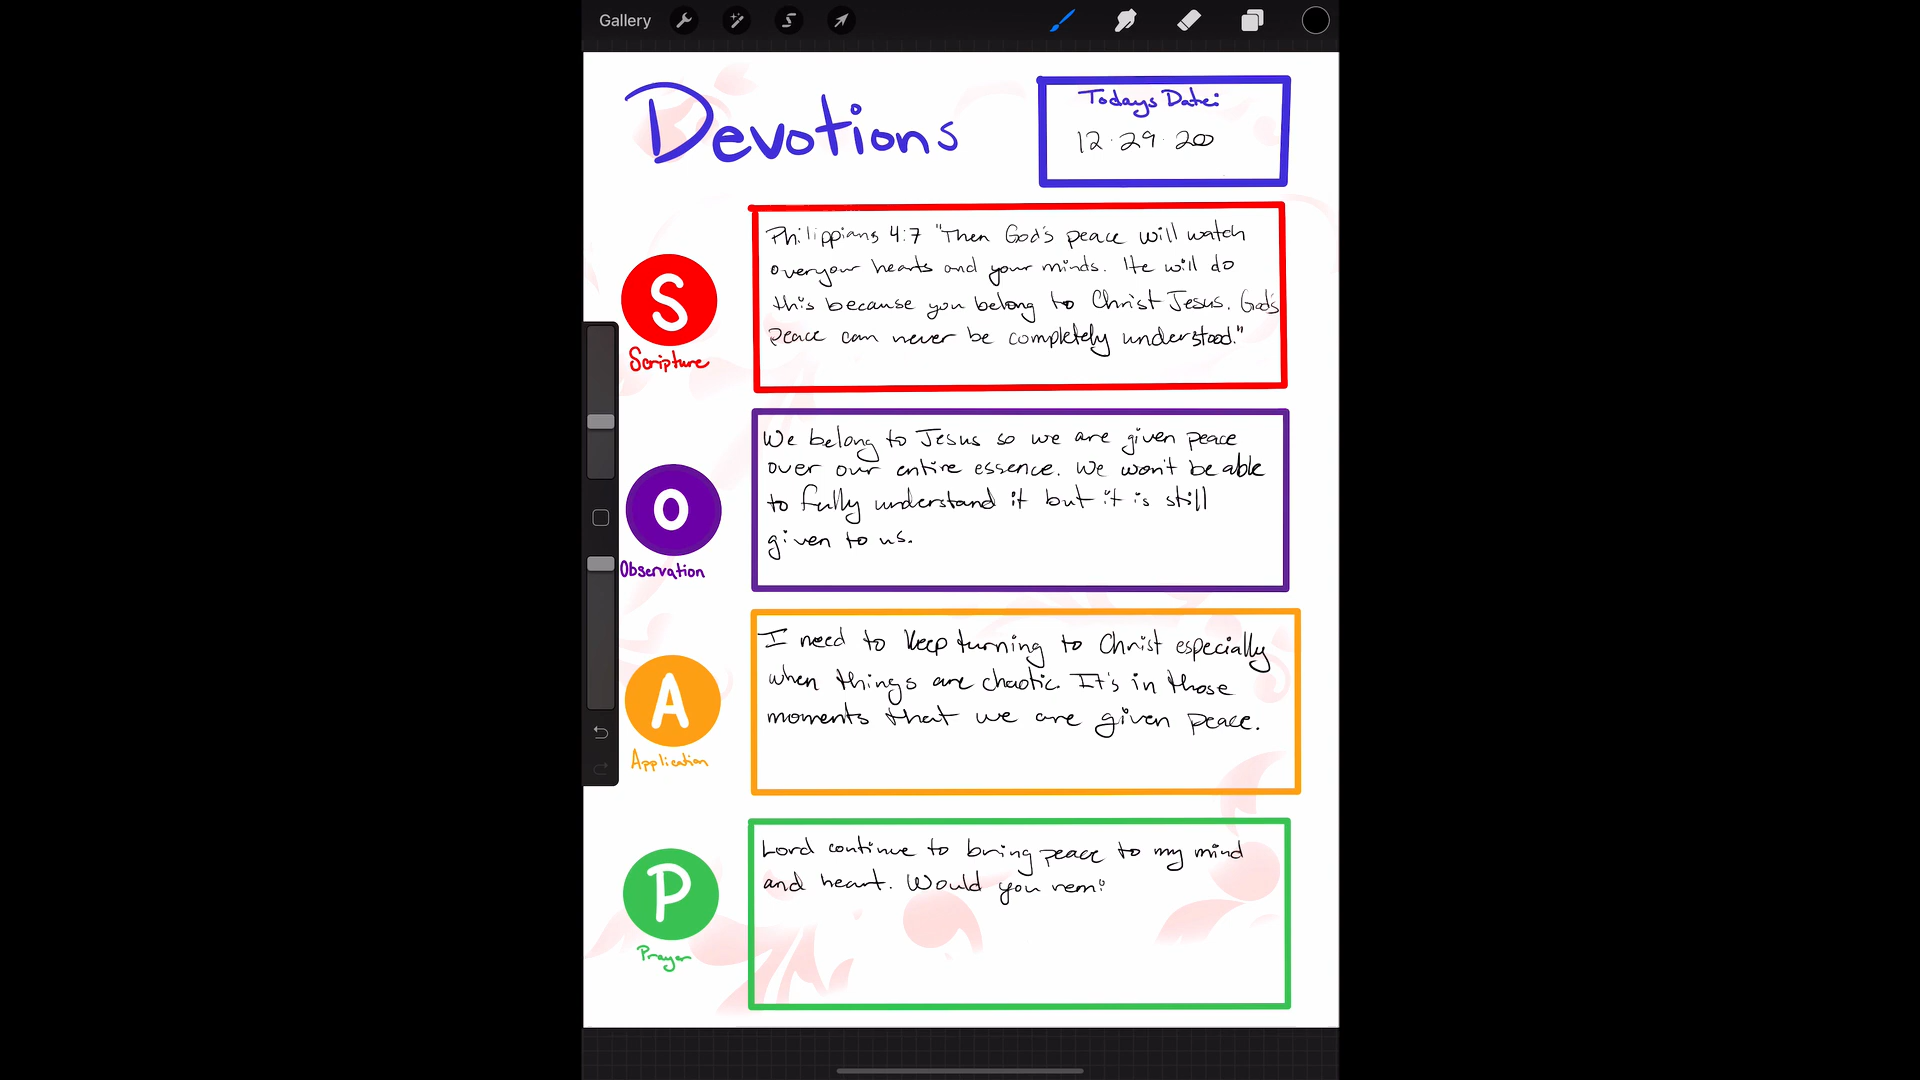 Gallery
Devotions
Todays Date:
12.29.20
S
Scripture
Philippians 4:7 "Then God's peace will watch
over your hearts and your minds. He will do
this because you belong to Christ Jesus. God's
peace can never be completely understood."
O
Observation
We belong to Jesus so we are given peace
over our entire essence. We won't be able
to fully understand it but it is still
given to us.
A
Application
I need to keep turning to Christ especially
when things are chaotic. It's in those
moments that we are given peace.
P
Prayer
Lord continue to bring peace to my mind
and heart. Would you remi